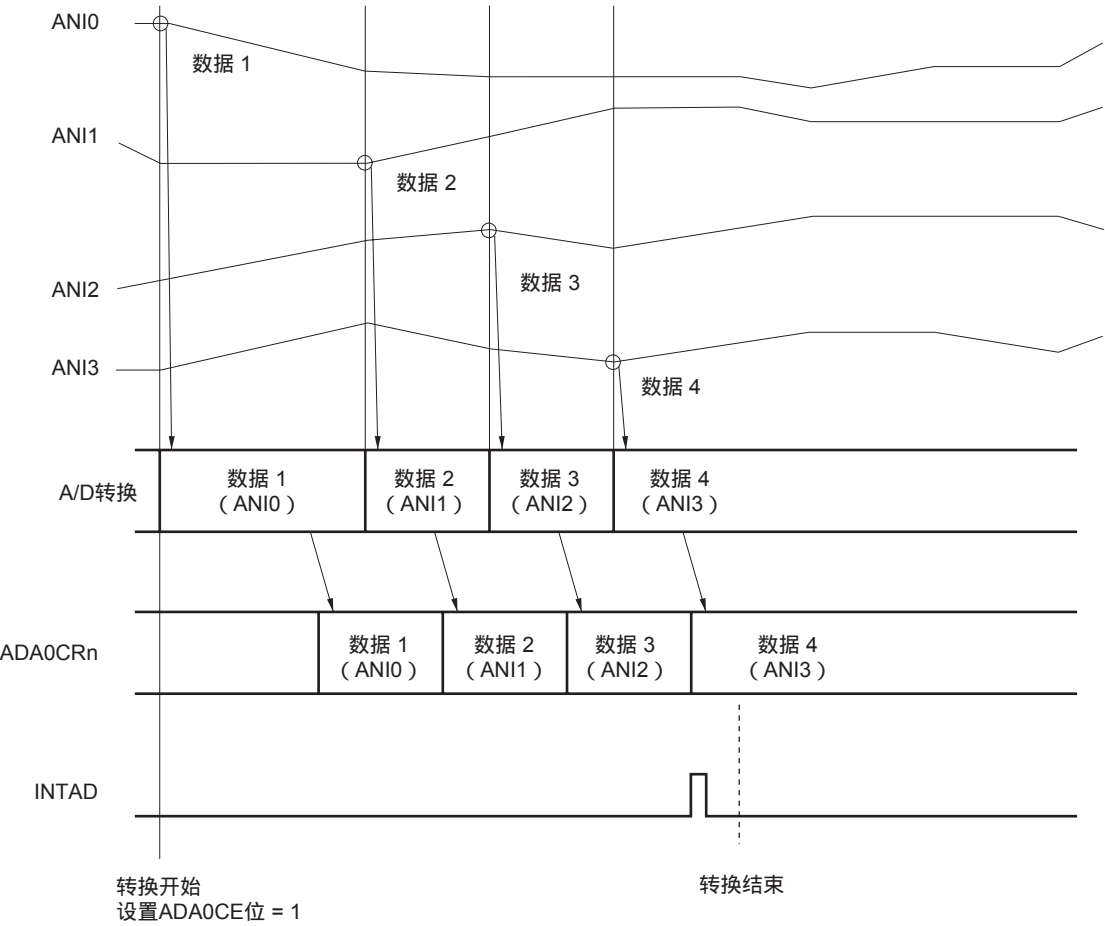 ANI0
数据 1
ANI1
数据 2
ANI2
数据 3
ANI3
数据 4
A/D转换
数据 1
（ANI0）
数据 2
（ANI1）
数据 3
（ANI2）
数据 4
（ANI3）
ADA0CRn
数据 1
（ANI0）
数据 2
（ANI1）
数据 3
（ANI2）
数据 4
（ANI3）
INTAD
转换开始
设置ADA0CE位 = 1
转换结束